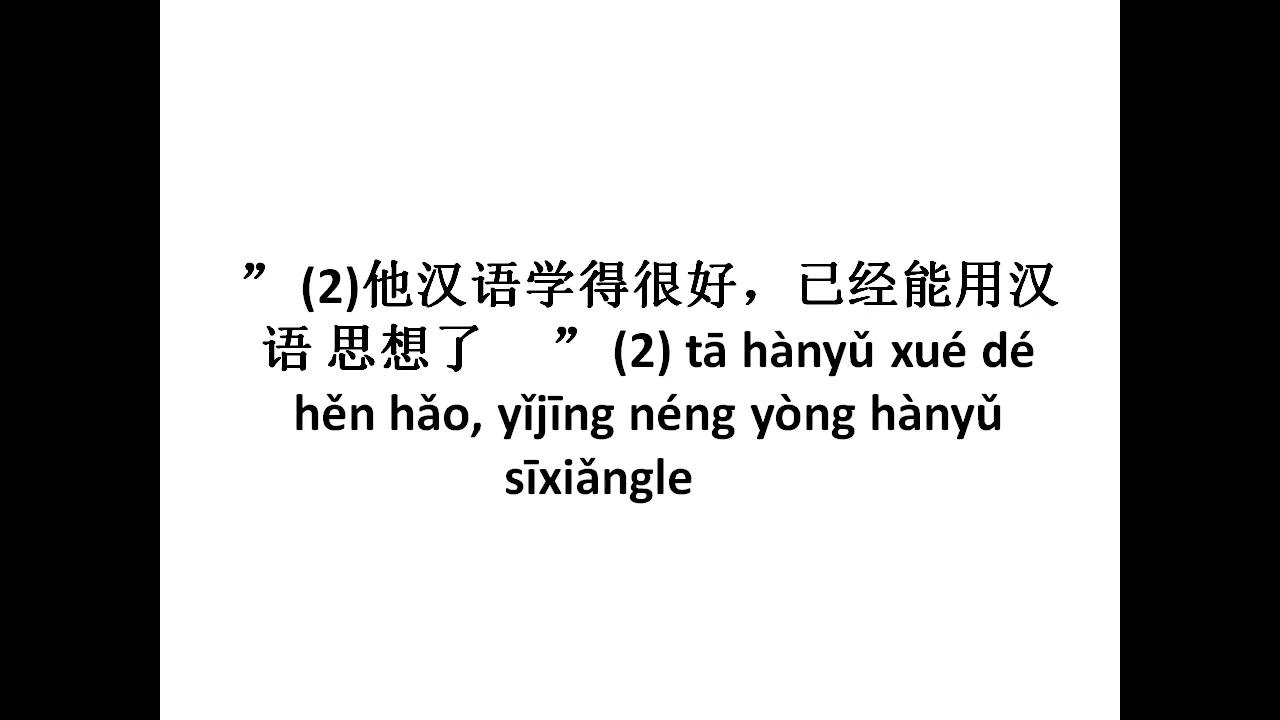 ”(2)他汉语学得很好，已经能用汉
语 思想了 ”(2) tā hànyǔ xué dé
hěn hǎo, yǐjīng néng yòng hànyǔ
sīxiǎngle